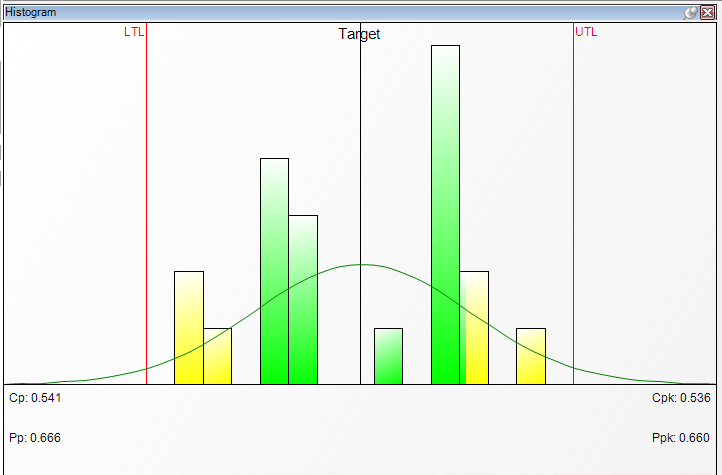 Histogram
LTL
Target
UTL
Cp: 0.541
Cpk: 0.536
Pp: 0.666
Ppk: 0.660